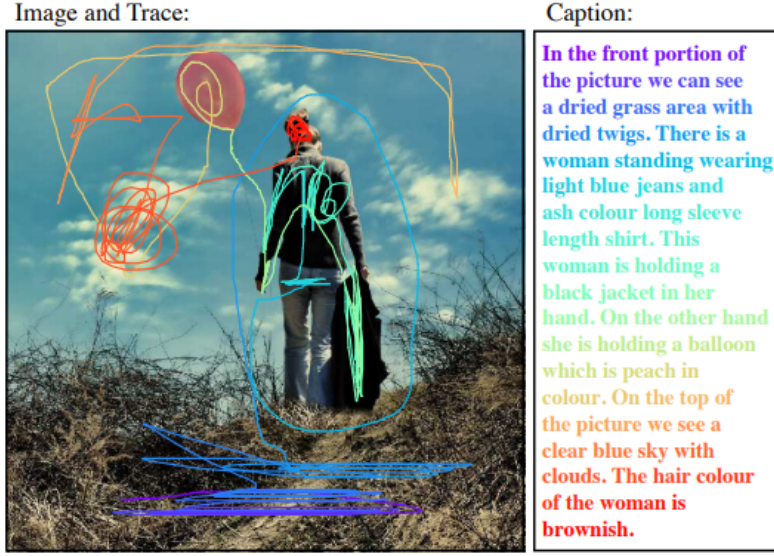 Image and Trace:
Caption:
In the front portion of
the picture we can see
a dried grass area with
dried twigs. There is a
woman standing wearing
light blue jeans and
ash colour long sleeve
length shirt. This
woman is holding a
black jacket in her
hand. On the other hand
she is holding a balloon
which is peach in
colour. On the top of
the picture we see a
clear blue sky with
clouds. The hair colour
of the woman is
brownish.